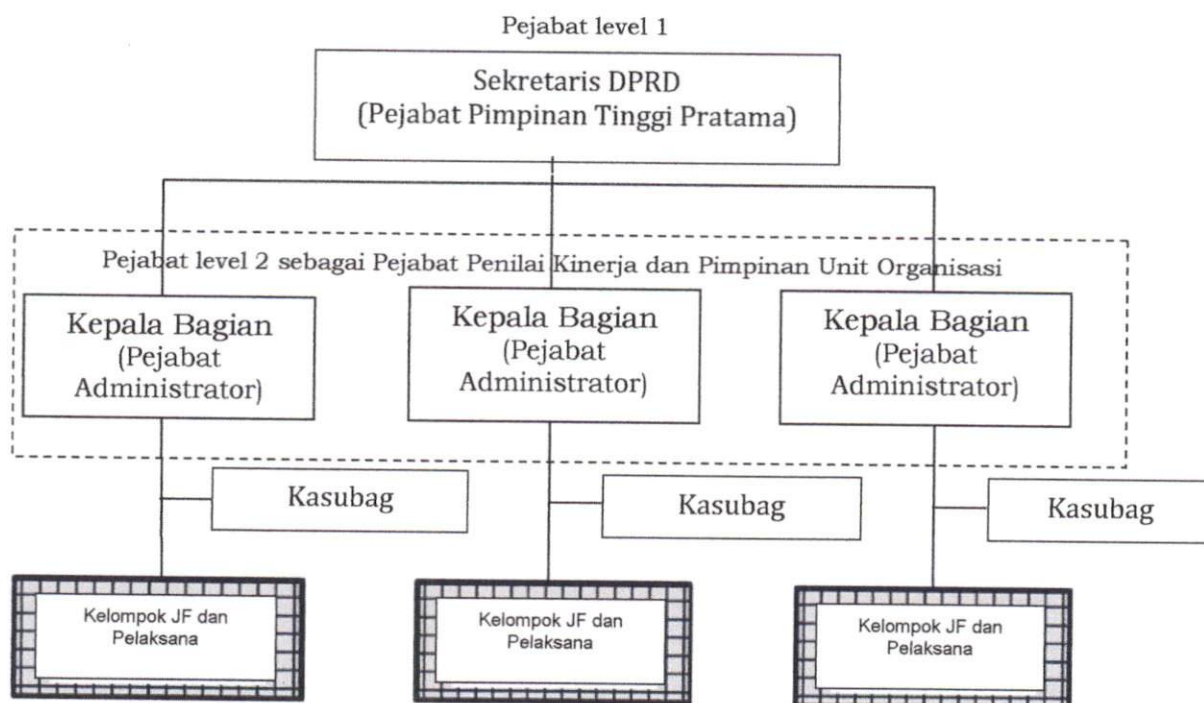 Pejabat level 1
Sekretaris DPRD
(Pejabat Pimpinan Tinggi Pratama)
Pejabat level 2 sebagai Pejabat Penilai Kinerja dan Pimpinan Unit Organisasi
Kepala Bagian
(Pejabat
Administrator)
Kepala Bagian
(Pejabat
Administrator)
Kepala Bagian
(Pejabat
Administrator)
Kasubag
Kasubag
Kasubag
Kelompok JF dan
Pelaksana
Kelompok JF dan
Pelaksana
Kelompok JF dan
Pelaksana